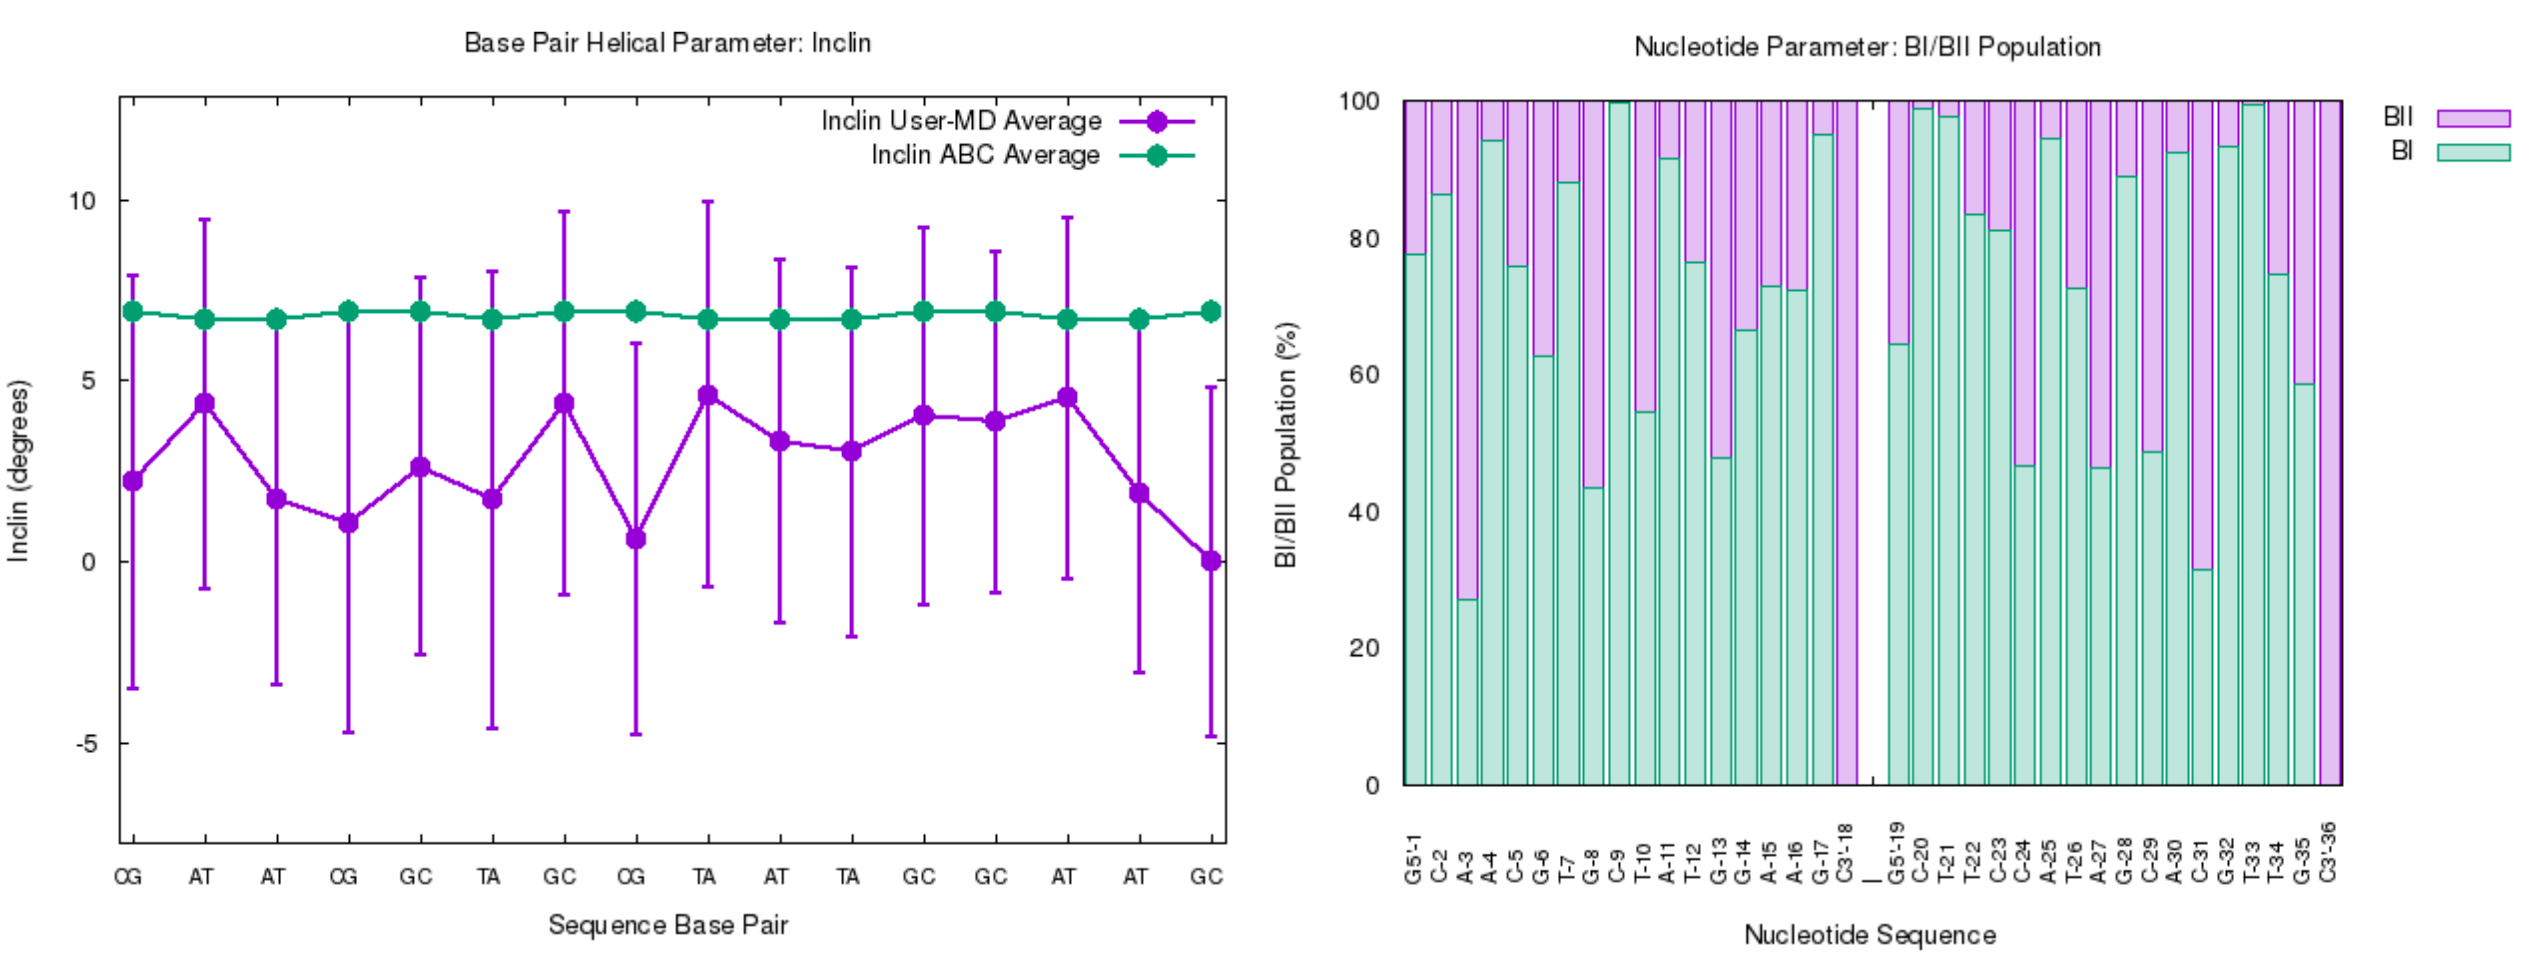 Base Pair Helical Parameter: Inclin
Inclin User-MD Average
Inclin ABC Average
10
5
0
-5
Inclin (degrees)
CG AT AT CG GC TA GC CG TA AT TA GC GC AT AT GC
Sequence Base Pair
Nucleotide Parameter: BI/BII Population
BII
BI
100
80
60
40
20
0
BI/BII Population (%)
G5'-1 C-2 A-3 A-4 C-5 G-6 T-7 G-8 C-9 T-10 A-11 T-12 G-13 G-14 A-15 A-16 G-17 C3'-18 | G5'-19 C-20 T-21 T-22 C-23 C-24 A-25 T-26 A-27 G-28 C-29 A-30 C-31 G-32 T-33 T-34 G-35 C3'-36
Nucleotide Sequence